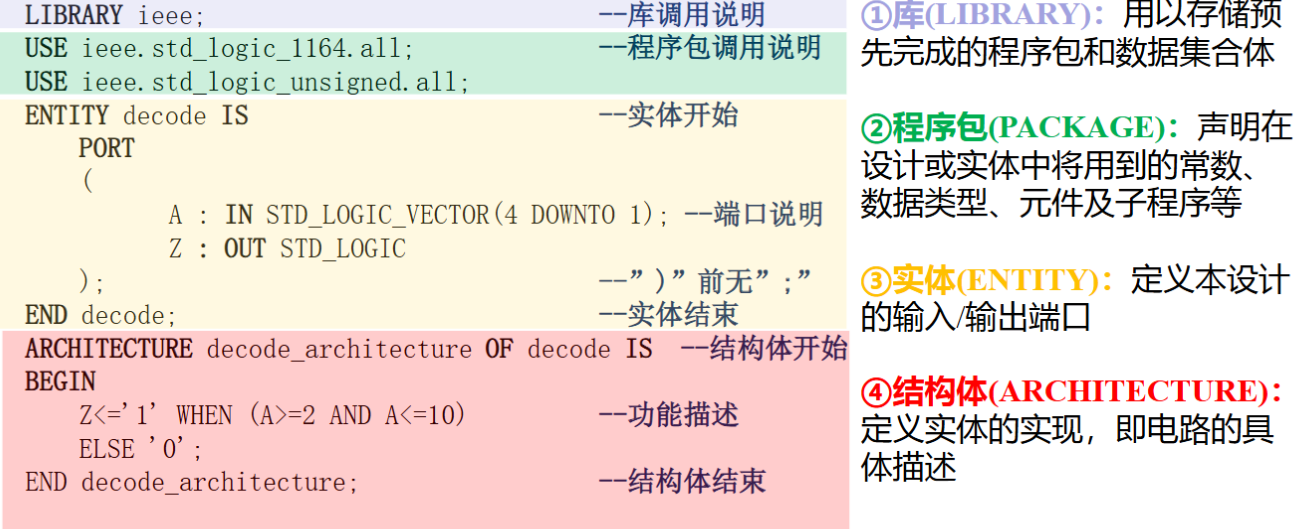 LIBRARY ieee; --库调用说明
USE ieee.std_logic_1164.all; --程序包调用说明
USE ieee.std_logic_unsigned.all;
ENTITY decode IS --实体开始
PORT
(
A : IN STD_LOGIC_VECTOR(4 DOWNTO 1); --端口说明
Z : OUT STD_LOGIC
); --”)”前无”;”
END decode; --实体结束
ARCHITECTURE decode_architecture OF decode IS --结构体开始
BEGIN
Z<='1' WHEN (A>=2 AND A<=10) --功能描述
ELSE '0';
END decode_architecture; --结构体结束
①库(LIBRARY)：用以存储预
先完成的程序包和数据集合体
②程序包(PACKAGE)：声明在
设计或实体中将用到的常数、
数据类型、元件及子程序等
③实体(ENTITY)：定义本设计
的输入/输出端口
④结构体(ARCHITECTURE)：
定义实体的实现，即电路的具
体描述